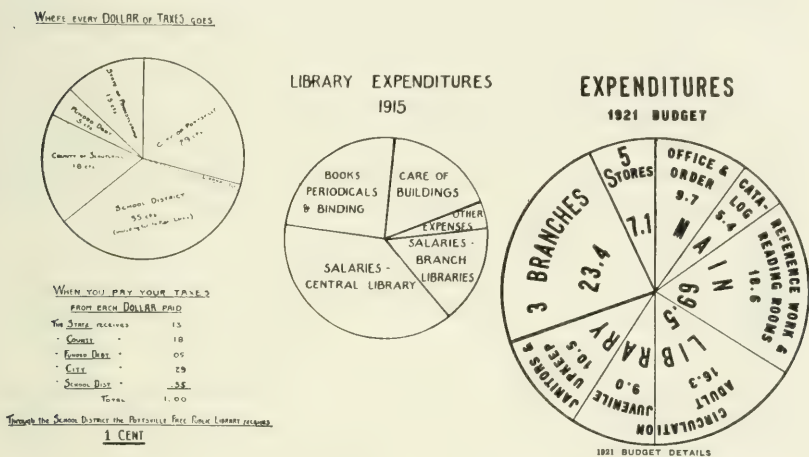 WHERE EVERY DOLLAR OF TAXES GOES
STATE OF PENNSYLVANIA
13 CTS
FUNDED DEBT
5 CTS
COUNTY OF SCHUYLKILL
18 CTS
CITY OF POTTSVILLE
29 CTS
SCHOOL DISTRICT
35 CTS
WHEN YOU PAY YOUR TAXES
FROM EACH DOLLAR PAID
THE STATE RECEIVES 13
" COUNTY " 18
" FUNDED DEBT " 05
" CITY " 29
" SCHOOL DIST " .35
TOTAL 1.00
THROUGH THE SCHOOL DISTRICT THE POTTSVILLE FREE PUBLIC LIBRARY RECEIVED
1 CENT
LIBRARY EXPENDITURES
1915
BOOKS
PERIODICALS
& BINDING
CARE OF
BUILDINGS
OTHER
EXPENSES
SALARIES -
BRANCH
LIBRARIES
SALARIES -
CENTRAL LIBRARY
EXPENDITURES
1921 BUDGET
5
STORES
7.1
OFFICE &
ORDER
9.7
CATA-
LOG
5.4
REFERENCE WORK &
READING ROOMS
18.6
3 BRANCHES
23.4
MAIN
69.5
LIBRARY
JANITORS &
UPKEEP
10.5
JUVENILE
9.0
ADULT
16.3
CIRCULATION
1921 BUDGET DETAILS